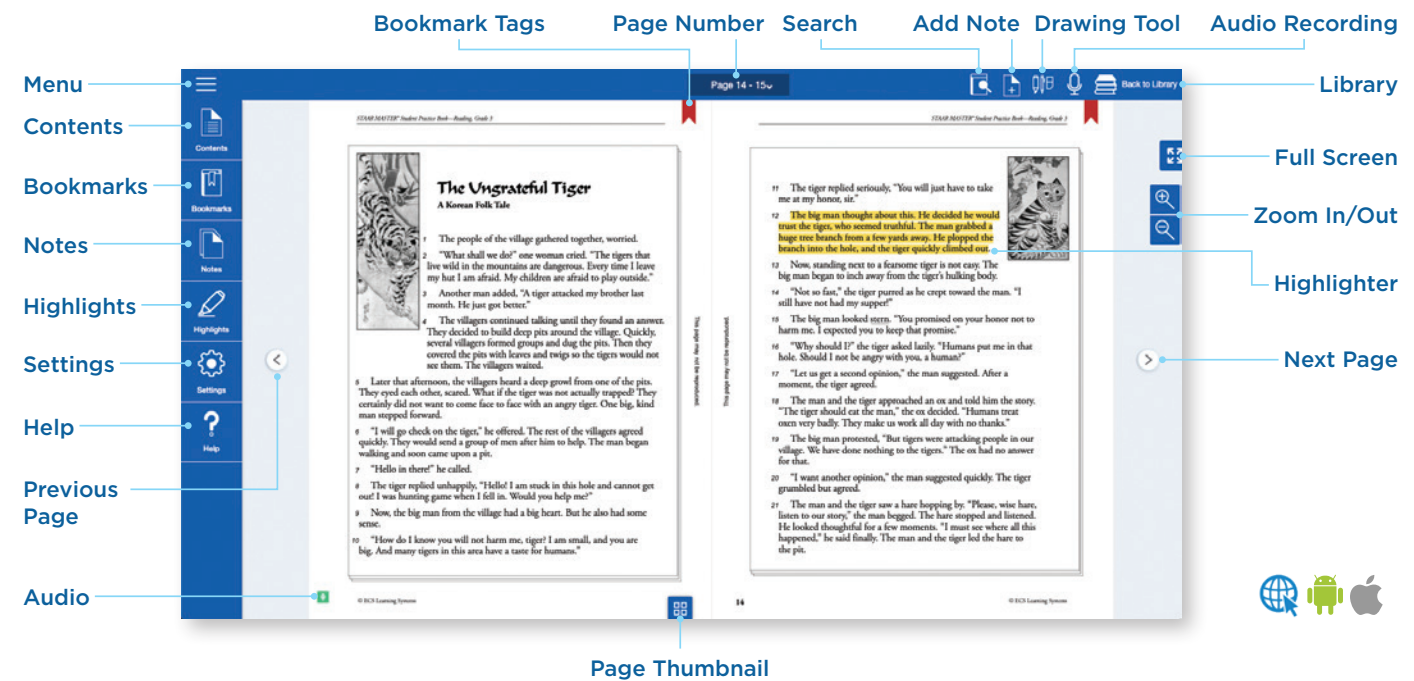 Bookmark Tags
Page Number
Search
Add Note
Drawing Tool
Audio Recording
Menu
Contents
Bookmarks
Notes
Highlights
Settings
Help
Previous
Page
Audio
Page 14 - 15
Back to Library
Library
Full Screen
Zoom In/Out
Highlighter
Next Page
Contents
Bookmarks
Notes
Highlights
Settings
Help
STAAR MASTER® Student Practice Book—Reading, Grade 3
The Ungrateful Tiger
A Korean Folk Tale
1 The people of the village gathered together, worried.
2 "What shall we do?" one woman cried. "The tigers that
live wild in the mountains are dangerous. Every time I leave
my hut I am afraid. My children are afraid to play outside."
3 Another man added, "A tiger attacked my brother last
month. He just got better."
4 The villagers continued talking until they found an answer.
They decided to build deep pits around the village. Quickly,
several villagers formed groups and dug the pits. Then they
covered the pits with leaves and twigs so the tigers would not
see them. The villagers waited.
5 Later that afternoon, the villagers heard a deep growl from one of the pits.
They eyed each other, scared. What if the tiger was not actually trapped? They
certainly did not want to come face to face with an angry tiger. One big, kind
man stepped forward.
6 "I will go check on the tiger," he offered. The rest of the villagers agreed
quickly. They would send a group of men after him to help. The man began
walking and soon came upon a pit.
7 "Hello in there!" he called.
8 The tiger replied unhappily, "Hello! I am stuck in this hole and cannot get
out! I was hunting game when I fell in. Would you help me?"
9 Now, the big man from the village had a big heart. But he also had some
sense.
10 "How do I know you will not harm me, tiger? I am small, and you are
big. And many tigers in this area have a taste for humans."
This page may not be reproduced.
© ECS Learning Systems
STAAR MASTER® Student Practice Book—Reading, Grade 3
11 The tiger replied seriously, "You will just have to take
me at my honor, sir."
12 The big man thought about this. He decided he would
trust the tiger, who seemed truthful. The man grabbed a
huge tree branch from a few yards away. He plopped the
branch into the hole, and the tiger quickly climbed out.
13 Now, standing next to a fearsome tiger is not easy. The
big man began to inch away from the tiger's hulking body.
14 "Not so fast," the tiger purred as he crept toward the man. "I
still have not had my supper!"
15 The big man looked stern. "You promised on your honor not to
harm me. I expected you to keep that promise."
16 "Why should I?" the tiger asked lazily. "Humans put me in that
hole. Should I not be angry with you, a human?"
17 "Let us get a second opinion," the man suggested. After a
moment, the tiger agreed.
18 The man and the tiger approached an ox and told him the story.
"The tiger should eat the man," the ox decided. "Humans treat
oxen very badly. They make us work all day with no thanks."
19 The big man protested, "But tigers were attacking people in our
village. We have done nothing to the tigers." The ox had no answer
for that.
20 "I want another opinion," the man suggested quickly. The tiger
grumbled but agreed.
21 The man and the tiger saw a hare hopping by. "Please, wise hare,
listen to our story," the man begged. The hare stopped and listened.
He looked thoughtful for a few moments. "I must see where all this
happened," he said finally. The man and the tiger led the hare to
the pit.
This page may not be reproduced.
14
© ECS Learning Systems
Page Thumbnail